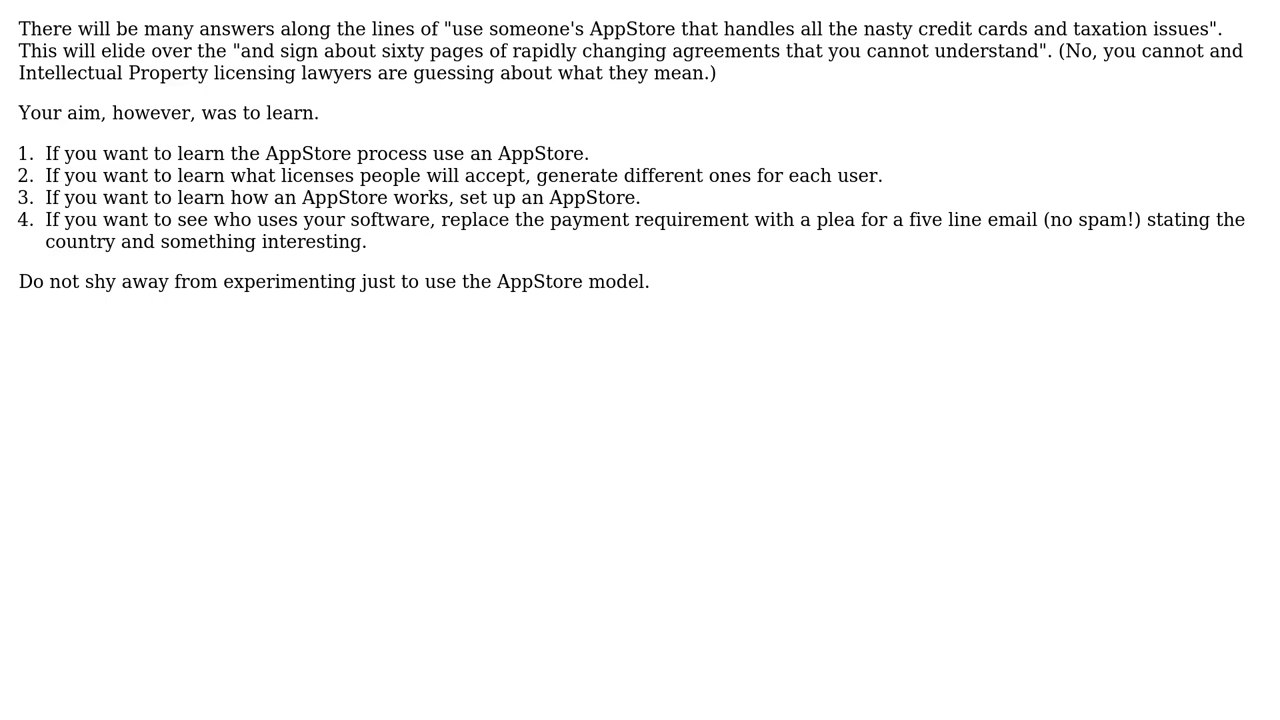 There will be many answers along the lines of "use someone's AppStore that handles all the nasty credit cards and taxation issues".
This will elide over the "and sign about sixty pages of rapidly changing agreements that you cannot understand". (No, you cannot and
Intellectual Property licensing lawyers are guessing about what they mean.)
Your aim, however, was to learn.
1. If you want to learn the AppStore process use an AppStore.
2. If you want to learn what licenses people will accept, generate different ones for each user.
3. If you want to learn how an AppStore works, set up an AppStore.
4. If you want to see who uses your software, replace the payment requirement with a plea for a five line email (no spam!) stating the
country and something interesting.
Do not shy away from experimenting just to use the AppStore model.